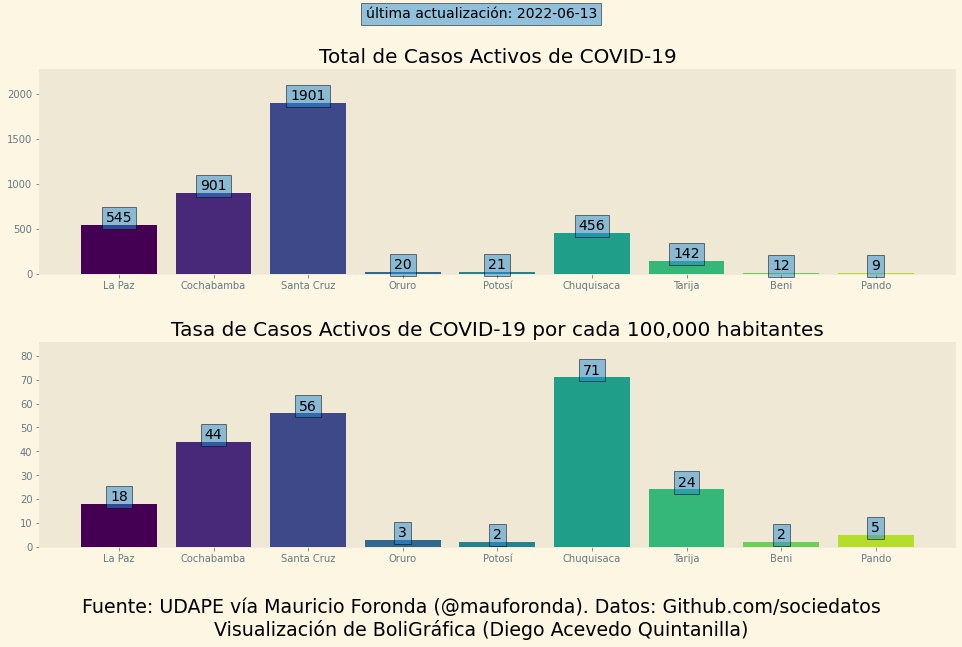 última actualización: 2022-06-13
Total de Casos Activos de COVID-19
2000
1500
1000
500
0
545
901
1901
20
21
456
142
12
9
La Paz
Cochabamba
Santa Cruz
Oruro
Potosí
Chuquisaca
Tarija
Beni
Pando
Tasa de Casos Activos de COVID-19 por cada 100,000 habitantes
80
70
60
50
40
30
20
10
0
18
44
56
3
2
71
24
2
5
La Paz
Cochabamba
Santa Cruz
Oruro
Potosí
Chuquisaca
Tarija
Beni
Pando
Fuente: UDAPE vía Mauricio Foronda (@mauforonda). Datos: Github.com/sociedatos
Visualización de BoliGráfica (Diego Acevedo Quintanilla)